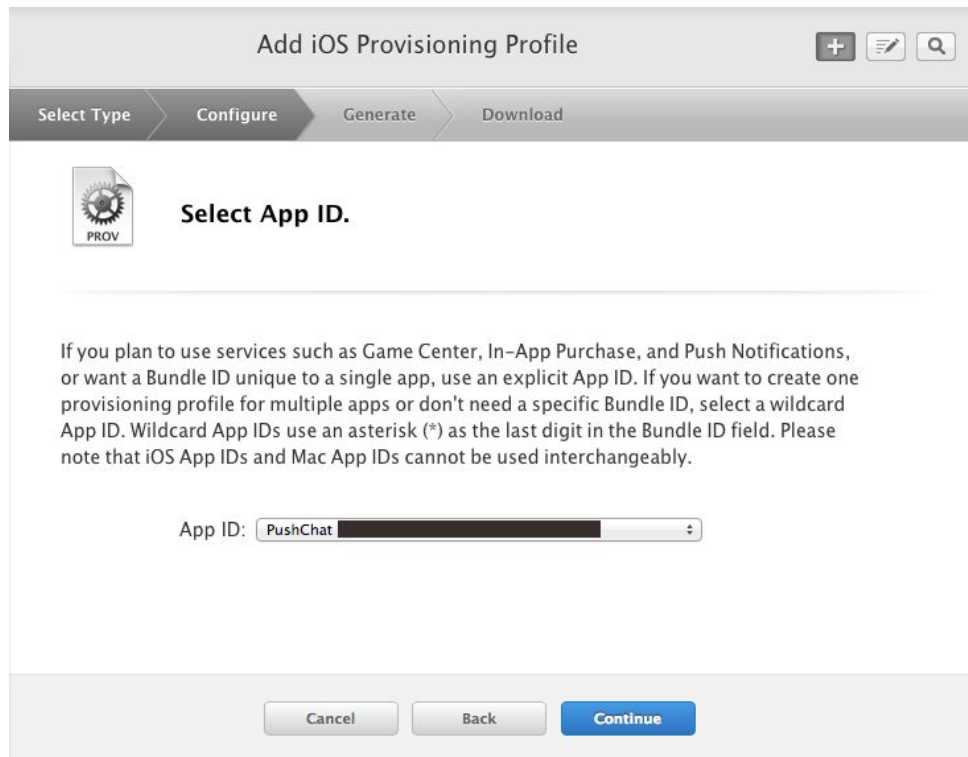 Add iOS Provisioning Profile
Select Type Configure Generate Download
PROV
Select App ID.
If you plan to use services such as Game Center, In-App Purchase, and Push Notifications,
or want a Bundle ID unique to a single app, use an explicit App ID. If you want to create one
provisioning profile for multiple apps or don't need a specific Bundle ID, select a wildcard
App ID. Wildcard App IDs use an asterisk (*) as the last digit in the Bundle ID field. Please
note that iOS App IDs and Mac App IDs cannot be used interchangeably.
App ID: PushChat
Cancel Back Continue